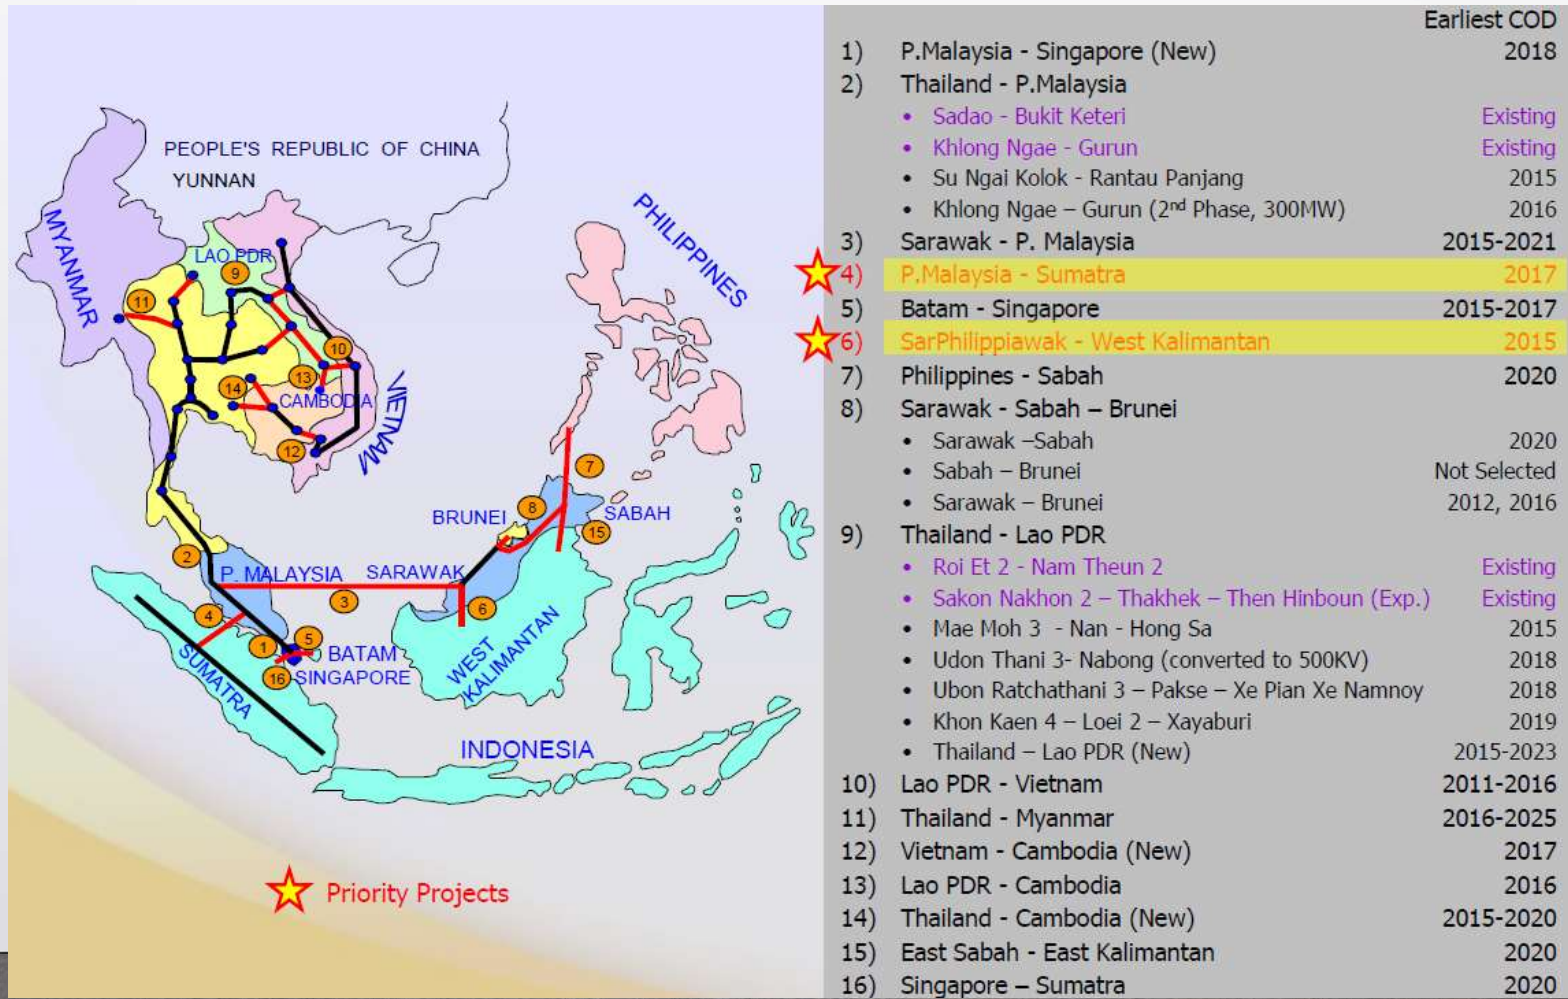 PEOPLE'S REPUBLIC OF CHINA
YUNNAN
MYANMAR
LAO PDR
9
11
10
13
14
CAMBODIA
12
VIETNAM
PHILIPPINES
7
8
BRUNEI
SABAH
15
2
P. MALAYSIA
SARAWAK
3
6
4
1
5
BATAM
16
SINGAPORE
SUMATRA
WEST
KALIMANTAN
INDONESIA
Priority Projects
Earliest COD
1) P.Malaysia - Singapore (New) 2018
2) Thailand - P.Malaysia
• Sadao - Bukit Keteri Existing
• Khlong Ngae - Gurun Existing
• Su Ngai Kolok - Rantau Panjang 2015
• Khlong Ngae – Gurun (2nd Phase, 300MW) 2016
3) Sarawak - P. Malaysia 2015-2021
4) P.Malaysia - Sumatra 2017
5) Batam - Singapore 2015-2017
6) SarPhilippiawak - West Kalimantan 2015
7) Philippines - Sabah 2020
8) Sarawak - Sabah – Brunei
• Sarawak –Sabah 2020
• Sabah – Brunei Not Selected
• Sarawak – Brunei 2012, 2016
9) Thailand - Lao PDR
• Roi Et 2 - Nam Theun 2 Existing
• Sakon Nakhon 2 – Thakhek – Then Hinboun (Exp.) Existing
• Mae Moh 3 - Nan - Hong Sa 2015
• Udon Thani 3- Nabong (converted to 500KV) 2018
• Ubon Ratchathani 3 – Pakse – Xe Pian Xe Namnoy 2018
• Khon Kaen 4 – Loei 2 – Xayaburi 2019
• Thailand – Lao PDR (New) 2015-2023
10) Lao PDR - Vietnam 2011-2016
11) Thailand - Myanmar 2016-2025
12) Vietnam - Cambodia (New) 2017
13) Lao PDR - Cambodia 2016
14) Thailand - Cambodia (New) 2015-2020
15) East Sabah - East Kalimantan 2020
16) Singapore – Sumatra 2020